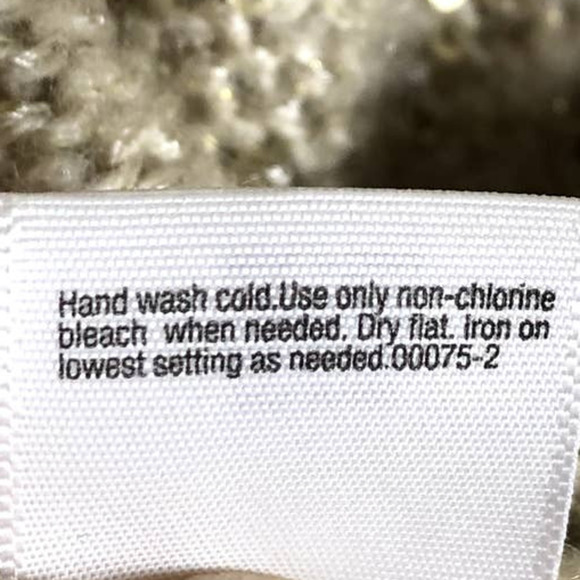 Hand wash cold.Use only non-chlorine
bleach when needed. Dry flat. Iron on
lowest setting as needed.00075-2